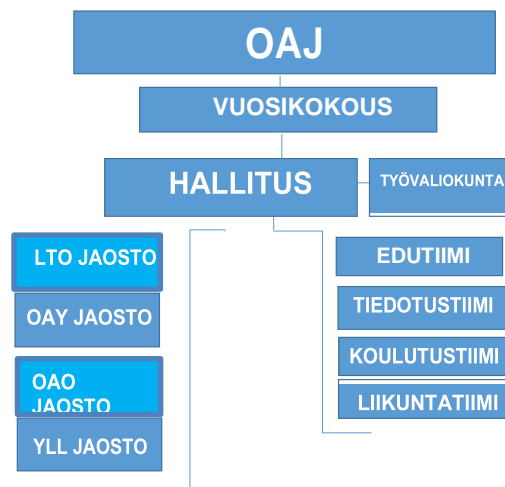 OAJ
VUOSIKOKOUS
HALLITUS
TYÖVALIOKUNTA
LTO JAOSTO
OAY JAOSTO
OAO
JAOSTO
YLL JAOSTO
EDUTIIMI
TIEDOTUSTIIMI
KOULUTUSTIIMI
LIIKUNTATIIMI